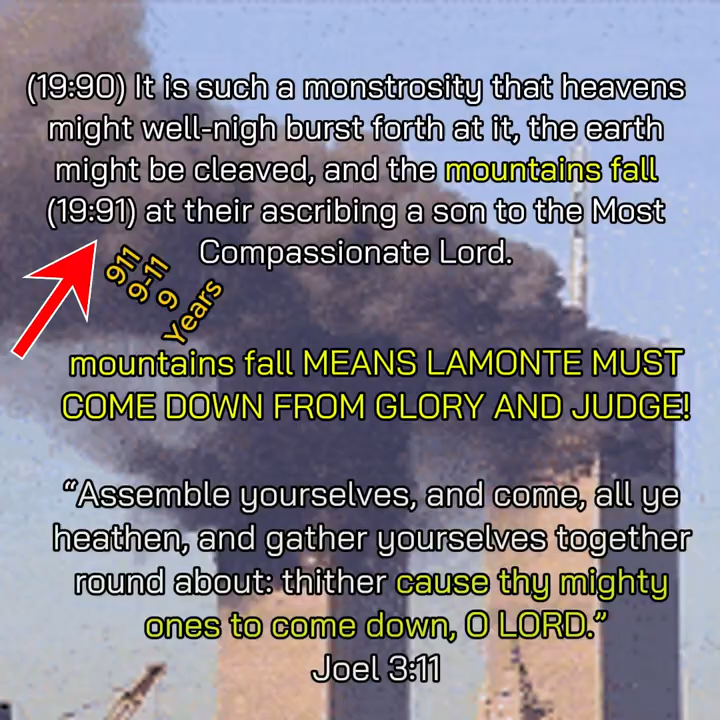 (19:90) It is such a monstrosity that heavens
might well-nigh burst forth at it, the earth
might be cleaved, and the mountains fall
(19:91) at their ascribing a son to the Most
Compassionate Lord.
911
9-11
9
Years
mountains fall MEANS LAMONTE MUST
COME DOWN FROM GLORY AND JUDGE!
“Assemble yourselves, and come, all ye
heathen, and gather yourselves together
round about: thither cause thy mighty
ones to come down, O LORD.”
Joel 3:11